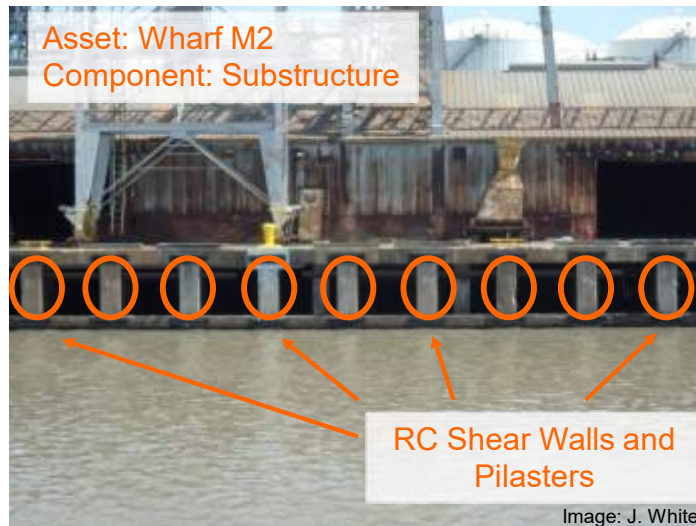 Asset: Wharf M2
Component: Substructure
RC Shear Walls and
Pilasters
Image: J. White